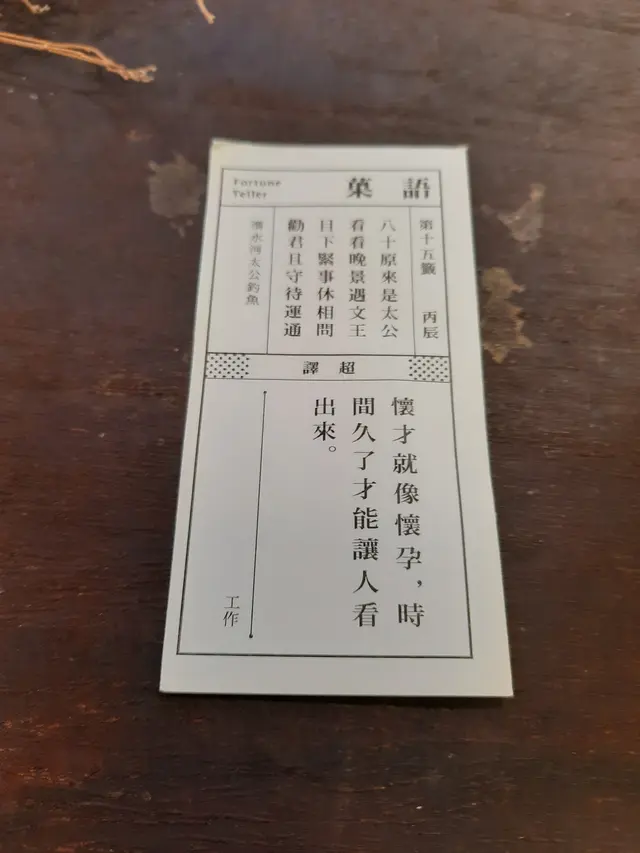 語菓
Fortune
Teller
第十五籤 丙辰
八十原來是太公
看看晚景遇文王
目下緊事休相問
勸君且守待運通
渭水河太公釣魚
超譯
懷才就像懷孕，時
間久了才能讓人看
出來。
工作